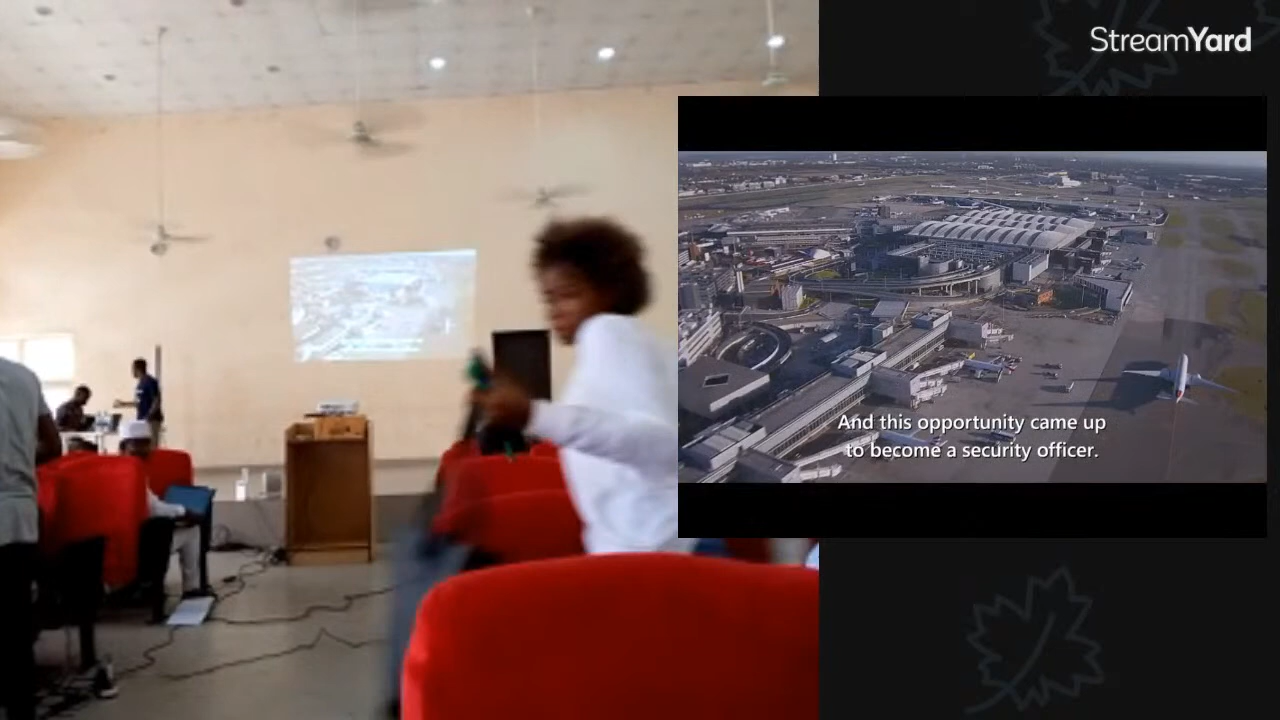 StreamYard
And this opportunity came up
to become a security officer.